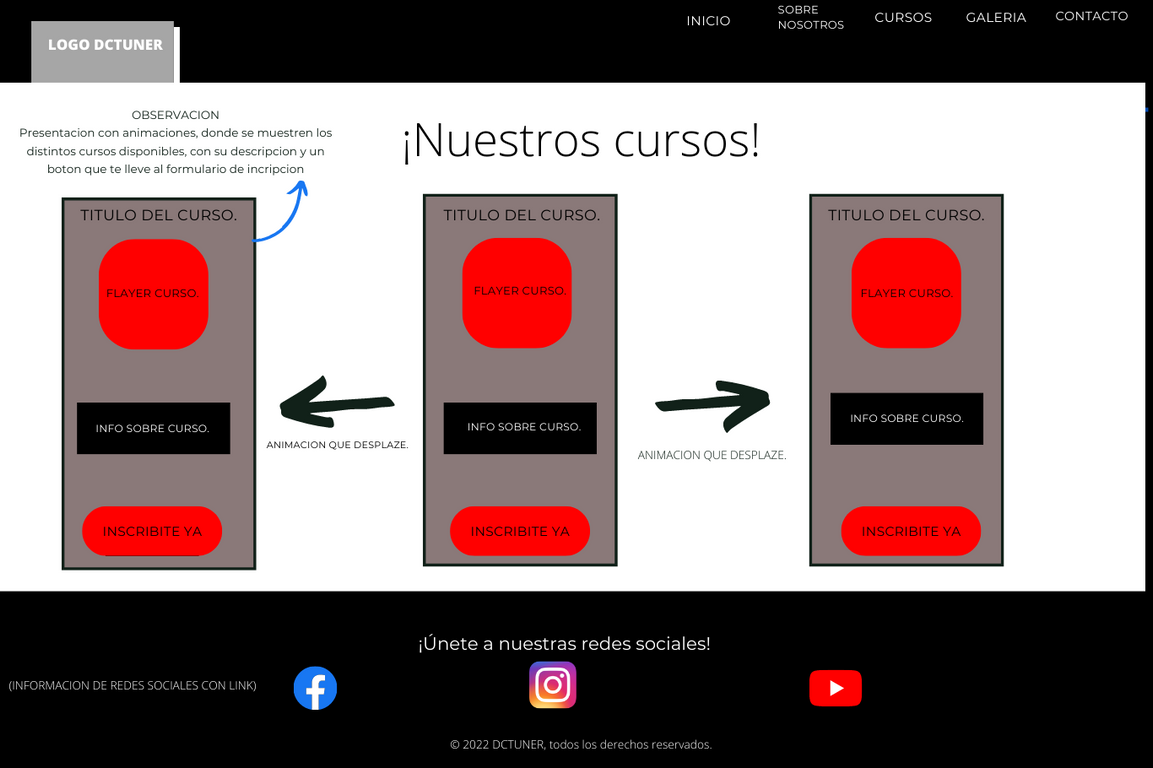 LOGO DCTUNER
INICIO
SOBRE
NOSOTROS
CURSOS
GALERIA
CONTACTO
OBSERVACION
Presentacion con animaciones, donde se muestren los
distintos cursos disponibles, con su descripcion y un
boton que te lleve al formulario de incripcion
¡Nuestros cursos!
TITULO DEL CURSO.
FLAYER CURSO.
INFO SOBRE CURSO.
INSCRIBITE YA
ANIMACION QUE DESPLAZE.
TITULO DEL CURSO.
FLAYER CURSO.
INFO SOBRE CURSO.
INSCRIBITE YA
ANIMACION QUE DESPLAZE.
TITULO DEL CURSO.
FLAYER CURSO.
INFO SOBRE CURSO.
INSCRIBITE YA
¡Únete a nuestras redes sociales!
(INFORMACION DE REDES SOCIALES CON LINK)
© 2022 DCTUNER, todos los derechos reservados.